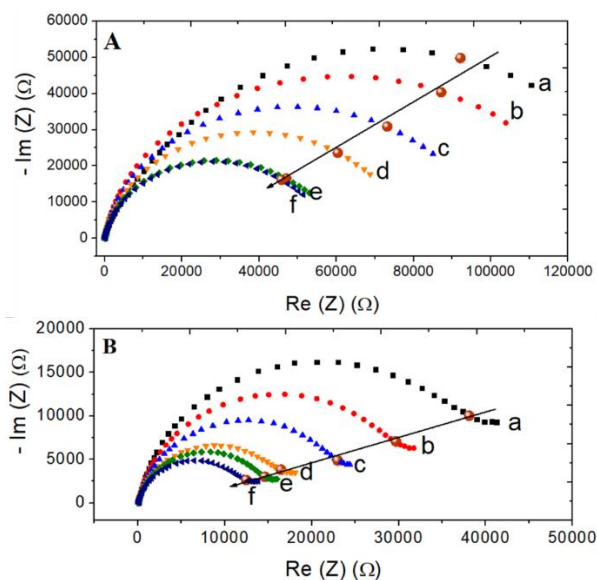 A
60000
50000
40000
30000
20000
10000
0
- Im (Z) (Ω)
a
b
c
d
e
f
0 20000 40000 60000 80000 100000 120000
Re (Z) (Ω)
B
20000
15000
10000
5000
0
- Im (Z) (Ω)
a
b
c
d
e
f
0 10000 20000 30000 40000 50000
Re (Z) (Ω)